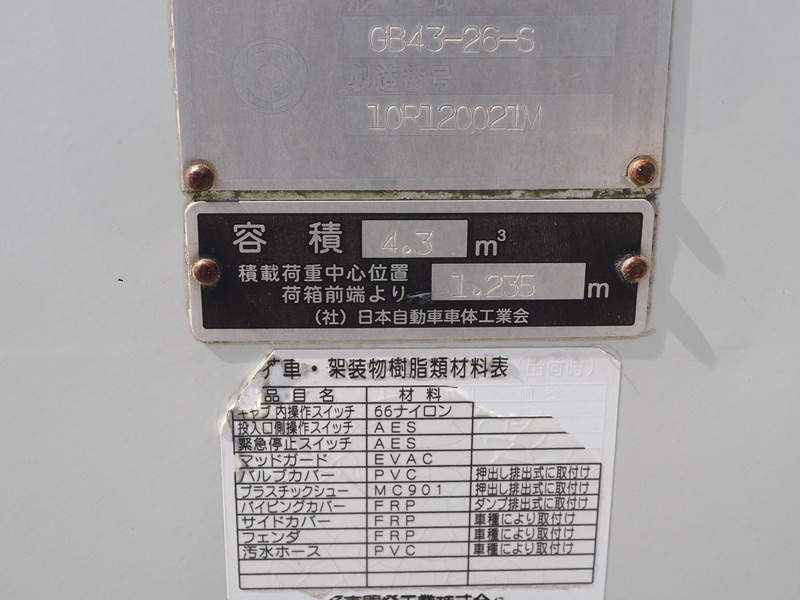 型式
GB43-26-S
製造番号
10R120021M
容積 4.3 m³
積載荷重中心位置
荷箱前端より 1.235 m
（社）日本自動車車体工業会
車・架装物樹脂類材料表（出荷時）
品目名 材料
キャブ内操作スイッチ 66ナイロン
投入口側操作スイッチ AES
緊急停止スイッチ AES
マッドガード EVAC
バルブカバー PVC 押出し排出式に取付け
プラスチックシュー MC901 押出し排出式に取付け
パイピングカバー FRP ダンプ排出式に取付け
サイドカバー FRP 車種により取付け
フェンダ FRP 車種により取付け
汚水ホース PVC 車種により取付け